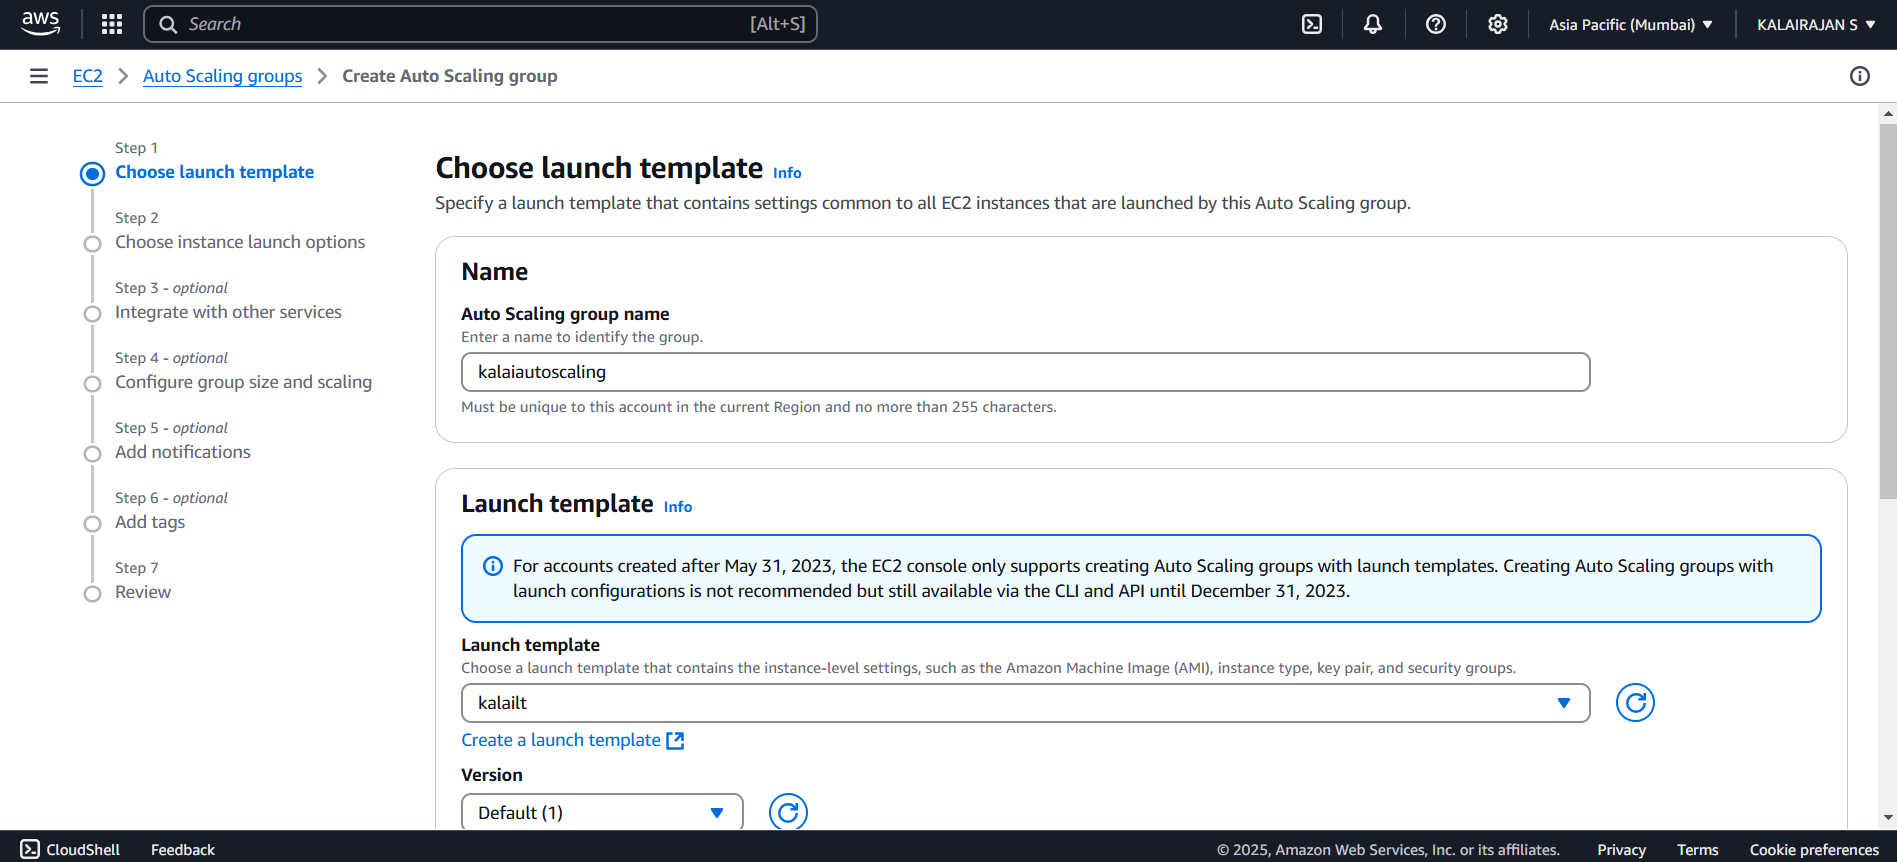 aws
Search
[Alt+S]
Asia Pacific (Mumbai)
KALAIRAJAN S
EC2
Auto Scaling groups
Create Auto Scaling group
Step 1
Choose launch template
Step 2
Choose instance launch options
Step 3 - optional
Integrate with other services
Step 4 - optional
Configure group size and scaling
Step 5 - optional
Add notifications
Step 6 - optional
Add tags
Step 7
Review
Choose launch template Info
Specify a launch template that contains settings common to all EC2 instances that are launched by this Auto Scaling group.
Name
Auto Scaling group name
Enter a name to identify the group.
kalaiautoscaling
Must be unique to this account in the current Region and no more than 255 characters.
Launch template Info
For accounts created after May 31, 2023, the EC2 console only supports creating Auto Scaling groups with launch templates. Creating Auto Scaling groups with
launch configurations is not recommended but still available via the CLI and API until December 31, 2023.
Launch template
Choose a launch template that contains the instance-level settings, such as the Amazon Machine Image (AMI), instance type, key pair, and security groups.
kalailt
Create a launch template
Version
Default (1)
CloudShell
Feedback
© 2025, Amazon Web Services, Inc. or its affiliates.
Privacy
Terms
Cookie preferences